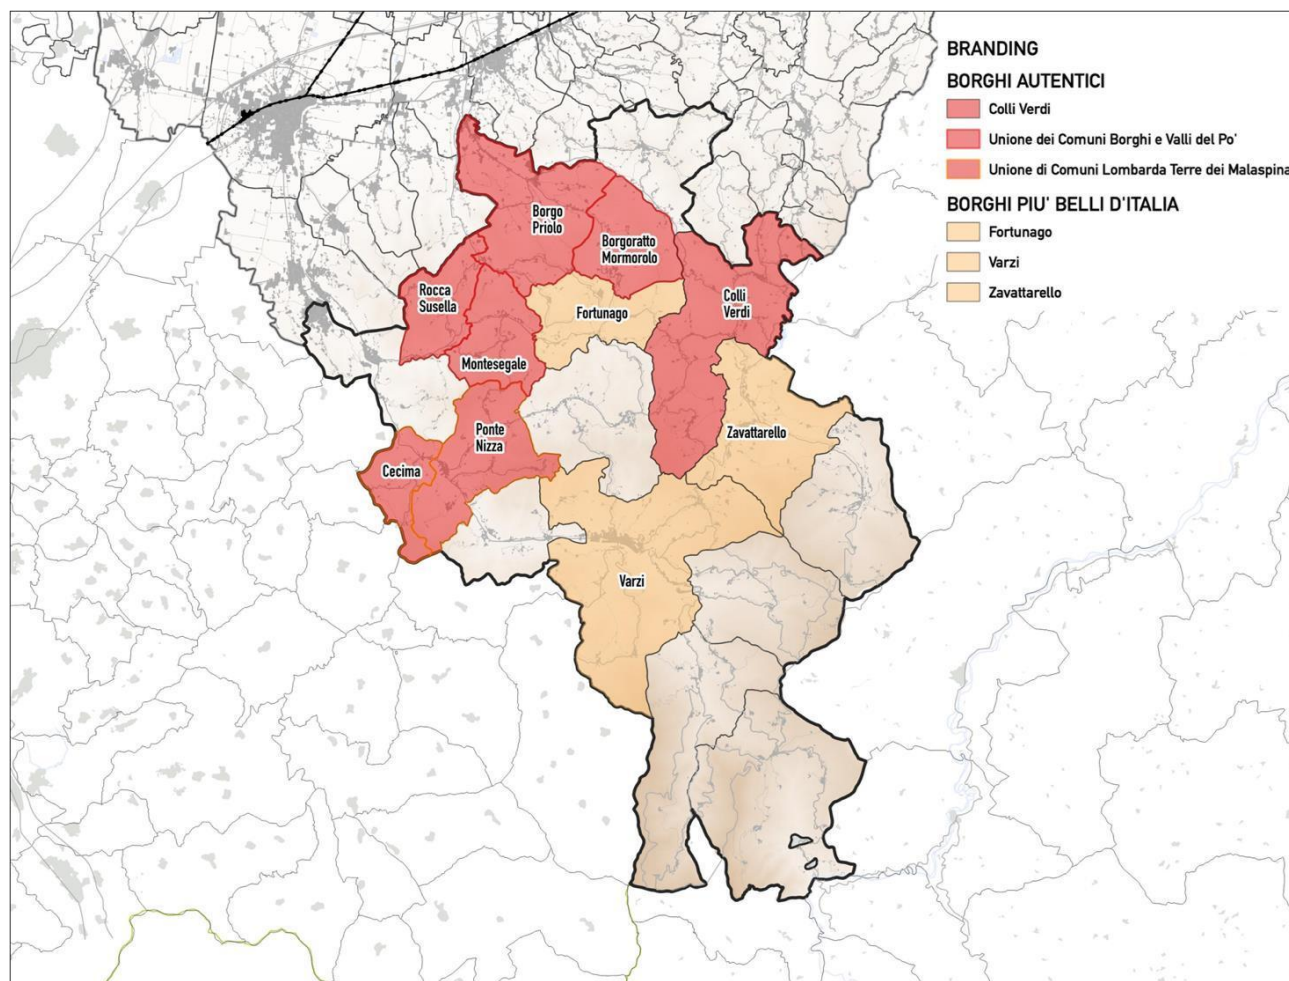 BRANDING
BORGHI AUTENTICI
Colli Verdi
Unione dei Comuni Borghi e Valli del Po'
Unione di Comuni Lombarda Terre dei Malaspina
BORGHI PIU' BELLI D'ITALIA
Fortunago
Varzi
Zavattarello
Borgo
Priolo
Borgoratto
Mormorolo
Rocca
Susella
Colli
Verdi
Fortunago
Montesegale
Ponte
Nizza
Zavattarello
Cecima
Varzi